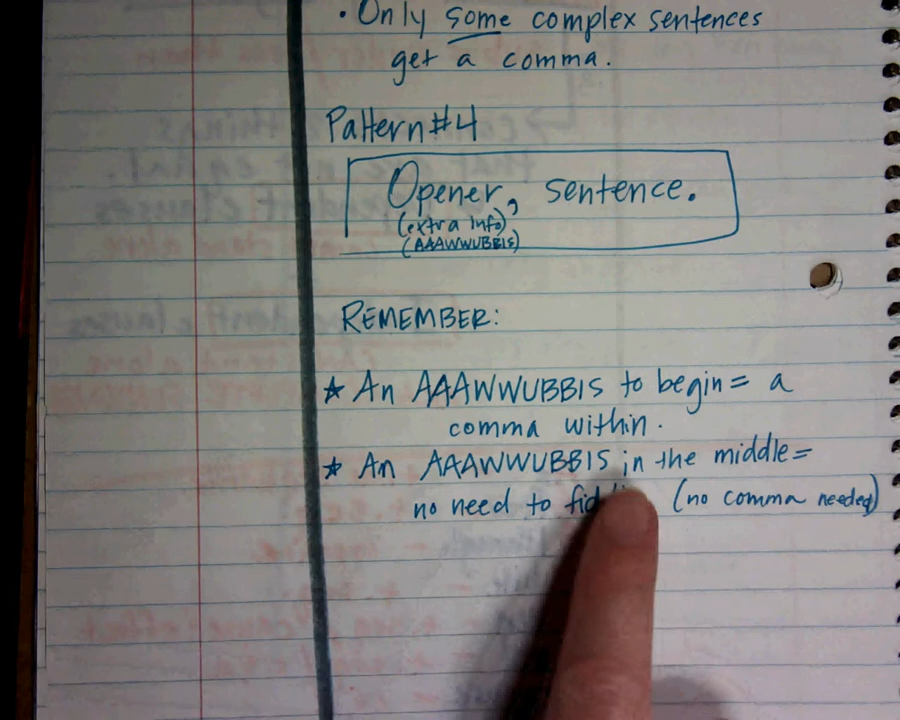 • Only some complex sentences
get a comma.
Pattern #4
Opener, sentence.
(extra info)
(AAAWWUBBIS)
REMEMBER:
★ An AAAWWUBBIS to begin = a
comma within.
★ An AAAWWUBBIS in the middle =
no need to (no comma needed)